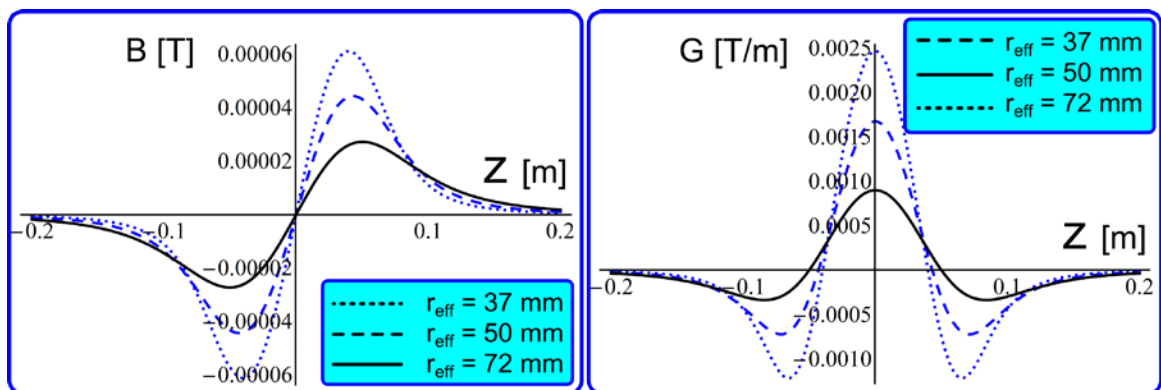 B [T]
0.00006
0.00004
0.00002
z [m]
−0.2
−0.1
0.1
0.2
−0.00002
−0.00004
−0.00006
r_eff = 37 mm
r_eff = 50 mm
r_eff = 72 mm
G [T/m]
0.0025
0.0020
0.0015
0.0010
0.0005
z [m]
−0.2
−0.1
0.1
0.2
−0.0005
−0.0010
r_eff = 37 mm
r_eff = 50 mm
r_eff = 72 mm